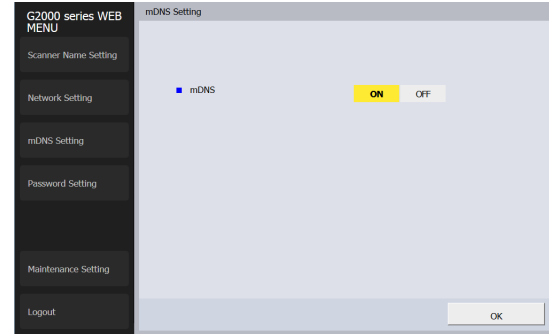 G2000 series WEB
MENU
Scanner Name Setting
Network Setting
mDNS Setting
Password Setting
Maintenance Setting
Logout
mDNS Setting
mDNS
ON
OFF
OK